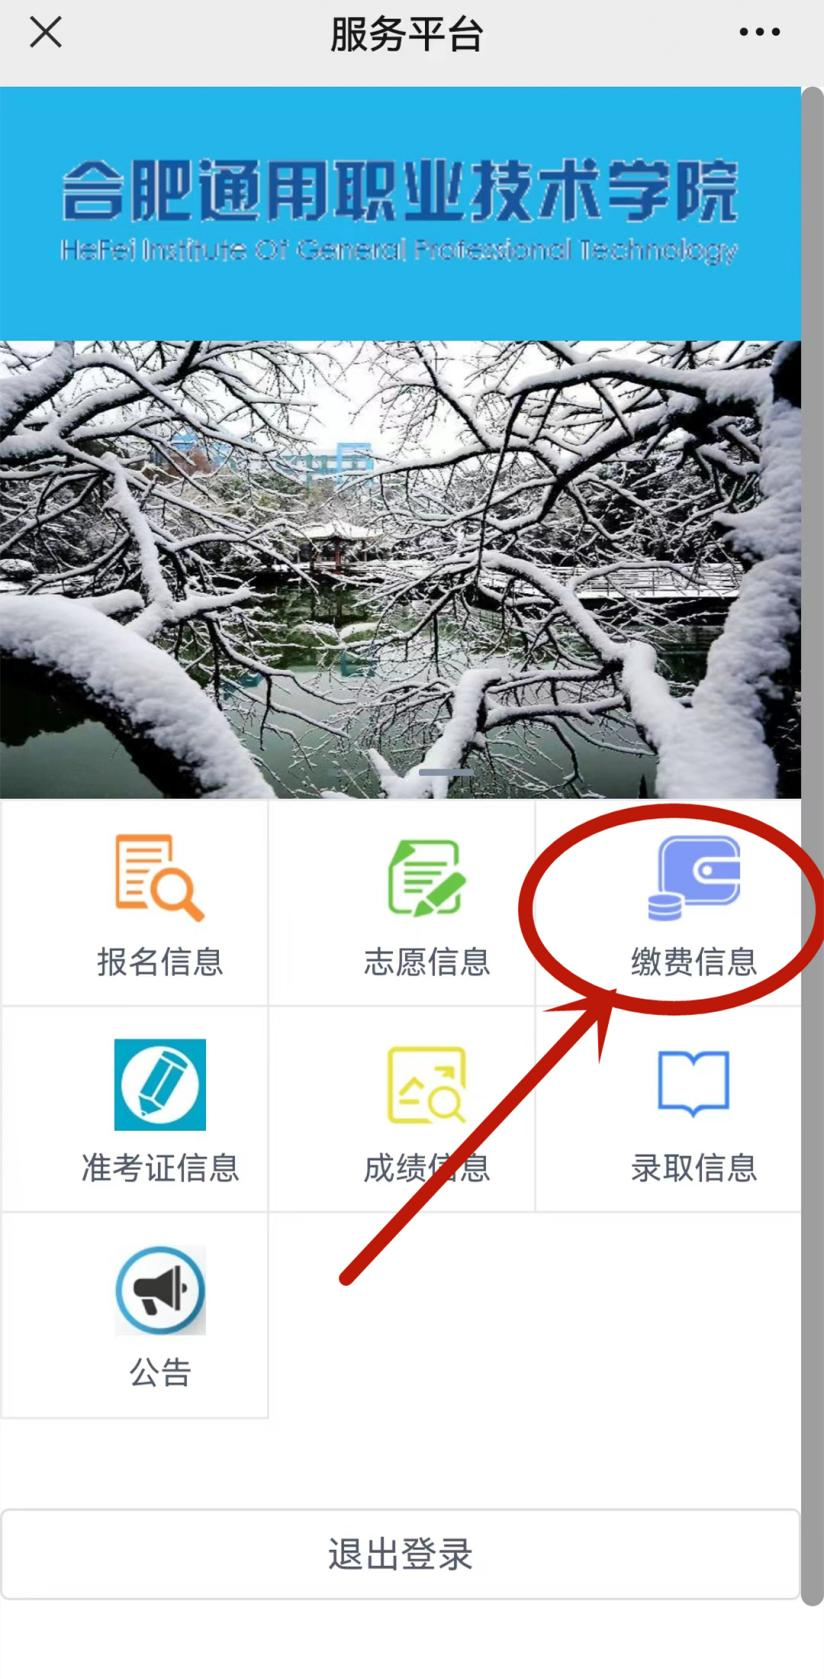 服务平台
合肥通用职业技术学院
HeFei Institute Of General Professional Technology
报名信息
志愿信息
缴费信息
准考证信息
成绩信息
录取信息
公告
退出登录